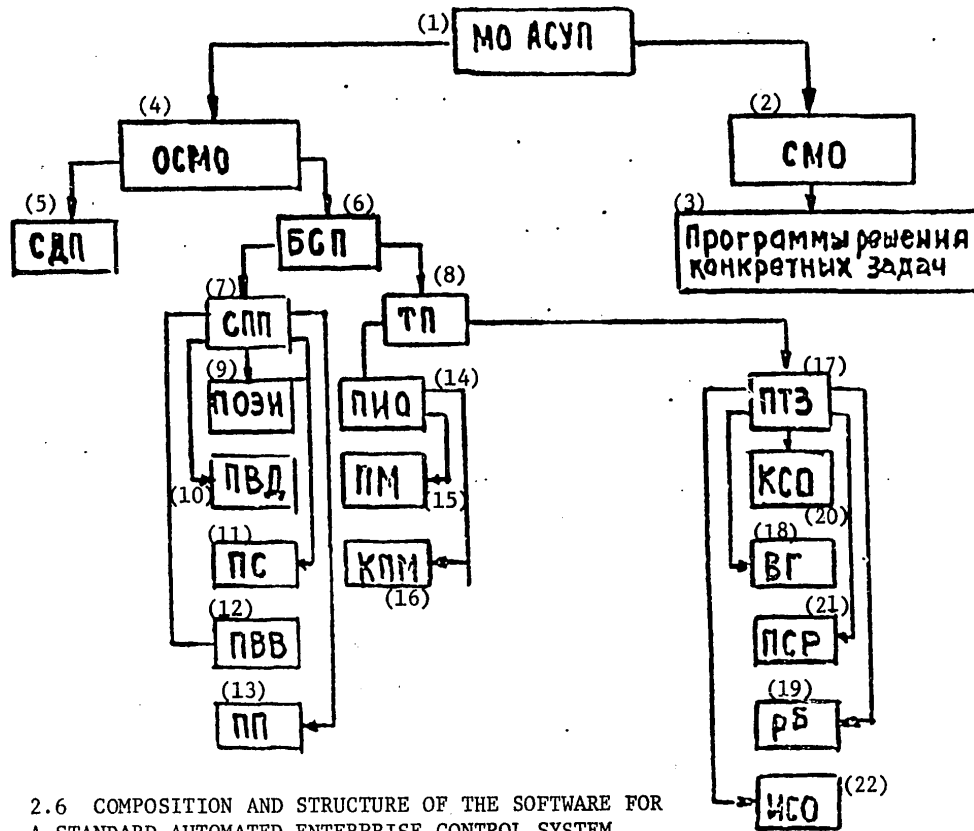 (1) МО АСУП
(4) ОСМО
(2) СМО
(5) СДП
(6) БСП
(3) Программы решения
конкретных задач
(7) СПП
(8) ТП
(9) ПОЭИ
(14) ПИО
(17) ПТЗ
(10) ПВД
(15) ПМ
КСО (20)
(11) ПС
КПМ (16)
(18) ВГ
(12) ПВВ
(21) ПСР
(13) ПП
(19) РБ
ИСО (22)
2.6 COMPOSITION AND STRUCTURE OF THE SOFTWARE FOR
A STANDARD AUTOMATED ENTERPRISE CONTROL SYSTEM